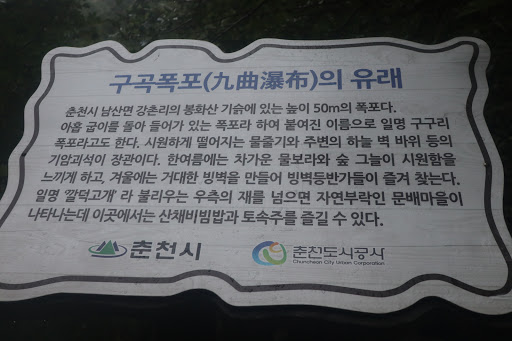 구곡폭포(九曲瀑布)의 유래
춘천시 남산면 강촌리의 봉화산 기슭에 있는 높이 50m의 폭포다.
아홉 굽이를 돌아 들어가 있는 폭포라 하여 붙여진 이름으로 일명 구구리
폭포라고도 한다. 시원하게 떨어지는 물줄기와 주변의 하늘 벽 바위 등의
기암괴석이 장관이다. 한여름에는 차가운 물보라와 숲 그늘이 시원함을
느끼게 하고, 겨울에는 거대한 빙벽을 만들어 빙벽등반가들이 즐겨 찾는다.
일명 '깔딱고개' 라 불리우는 우측의 재를 넘으면 자연부락인 문배마을이
나타나는데 이곳에서는 산채비빔밥과 토속주를 즐길 수 있다.
춘천시
춘천도시공사
Chuncheon City Urban Corporation